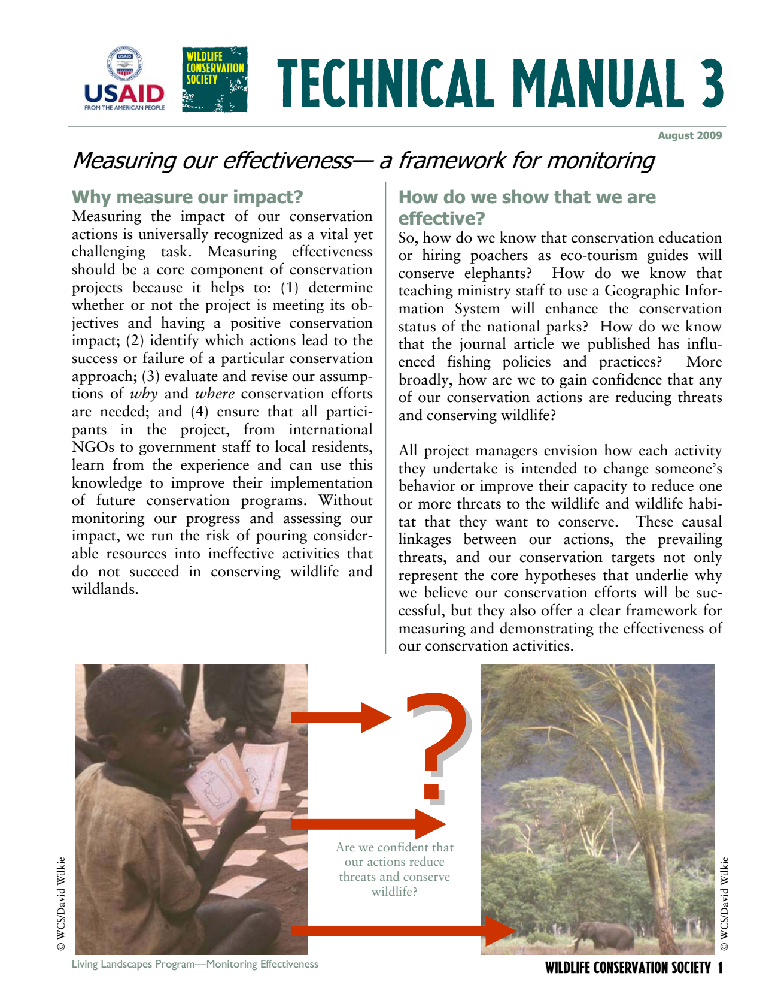 USAID
FROM THE AMERICAN PEOPLE
WILDLIFE
CONSERVATION
SOCIETY
TECHNICAL MANUAL 3
August 2009
Measuring our effectiveness— a framework for monitoring
Why measure our impact?
Measuring the impact of our conservation
actions is universally recognized as a vital yet
challenging task. Measuring effectiveness
should be a core component of conservation
projects because it helps to: (1) determine
whether or not the project is meeting its ob-
jectives and having a positive conservation
impact; (2) identify which actions lead to the
success or failure of a particular conservation
approach; (3) evaluate and revise our assump-
tions of why and where conservation efforts
are needed; and (4) ensure that all partici-
pants in the project, from international
NGOs to government staff to local residents,
learn from the experience and can use this
knowledge to improve their implementation
of future conservation programs. Without
monitoring our progress and assessing our
impact, we run the risk of pouring consider-
able resources into ineffective activities that
do not succeed in conserving wildlife and
wildlands.
How do we show that we are
effective?
So, how do we know that conservation education
or hiring poachers as eco-tourism guides will
conserve elephants? How do we know that
teaching ministry staff to use a Geographic Infor-
mation System will enhance the conservation
status of the national parks? How do we know
that the journal article we published has influ-
enced fishing policies and practices? More
broadly, how are we to gain confidence that any
of our conservation actions are reducing threats
and conserving wildlife?
All project managers envision how each activity
they undertake is intended to change someone's
behavior or improve their capacity to reduce one
or more threats to the wildlife and wildlife habi-
tat that they want to conserve. These causal
linkages between our actions, the prevailing
threats, and our conservation targets not only
represent the core hypotheses that underlie why
we believe our conservation efforts will be suc-
cessful, but they also offer a clear framework for
measuring and demonstrating the effectiveness of
our conservation activities.
?
Are we confident that
our actions reduce
threats and conserve
wildlife?
© WCS/David Wilkie
© WCS/David Wilkie
Living Landscapes Program—Monitoring Effectiveness
WILDLIFE CONSERVATION SOCIETY 1